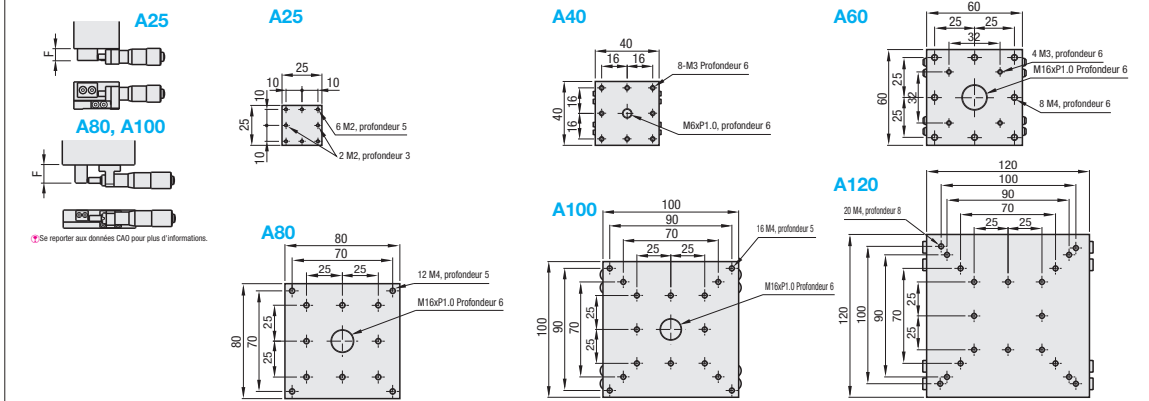 A25
F
A80, A100
F
Se reporter aux données CAO pour plus d'informations.
A25
25
10
10
25
10
10
6 M2, profondeur 5
2 M2, profondeur 3
A40
40
16
16
40
16
16
8-M3 Profondeur 6
M6xP1.0, profondeur 6
A60
60
25
25
32
60
25
32
25
4 M3, profondeur 6
M16xP1.0 Profondeur 6
8 M4, profondeur 6
A80
80
70
25
25
80
70
25
25
12 M4, profondeur 5
M16xP1.0 Profondeur 6
A100
100
90
70
25
25
100
90
70
25
25
16 M4, profondeur 5
M16xP1.0 Profondeur 6
A120
120
100
90
70
25
25
120
100
90
70
25
25
20 M4, profondeur 8